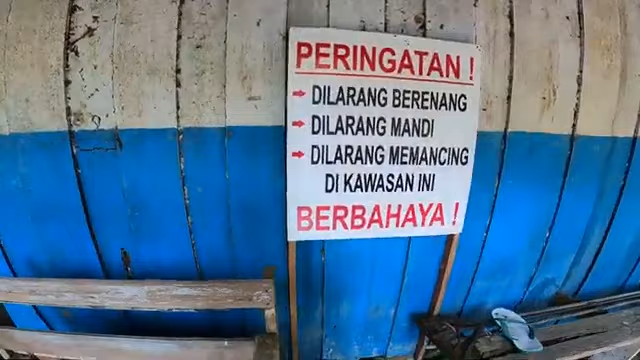 PERINGATAN !
➡ DILARANG BERENANG
➡ DILARANG MANDI
➡ DILARANG MEMANCING
DI KAWASAN INI
BERBAHAYA !